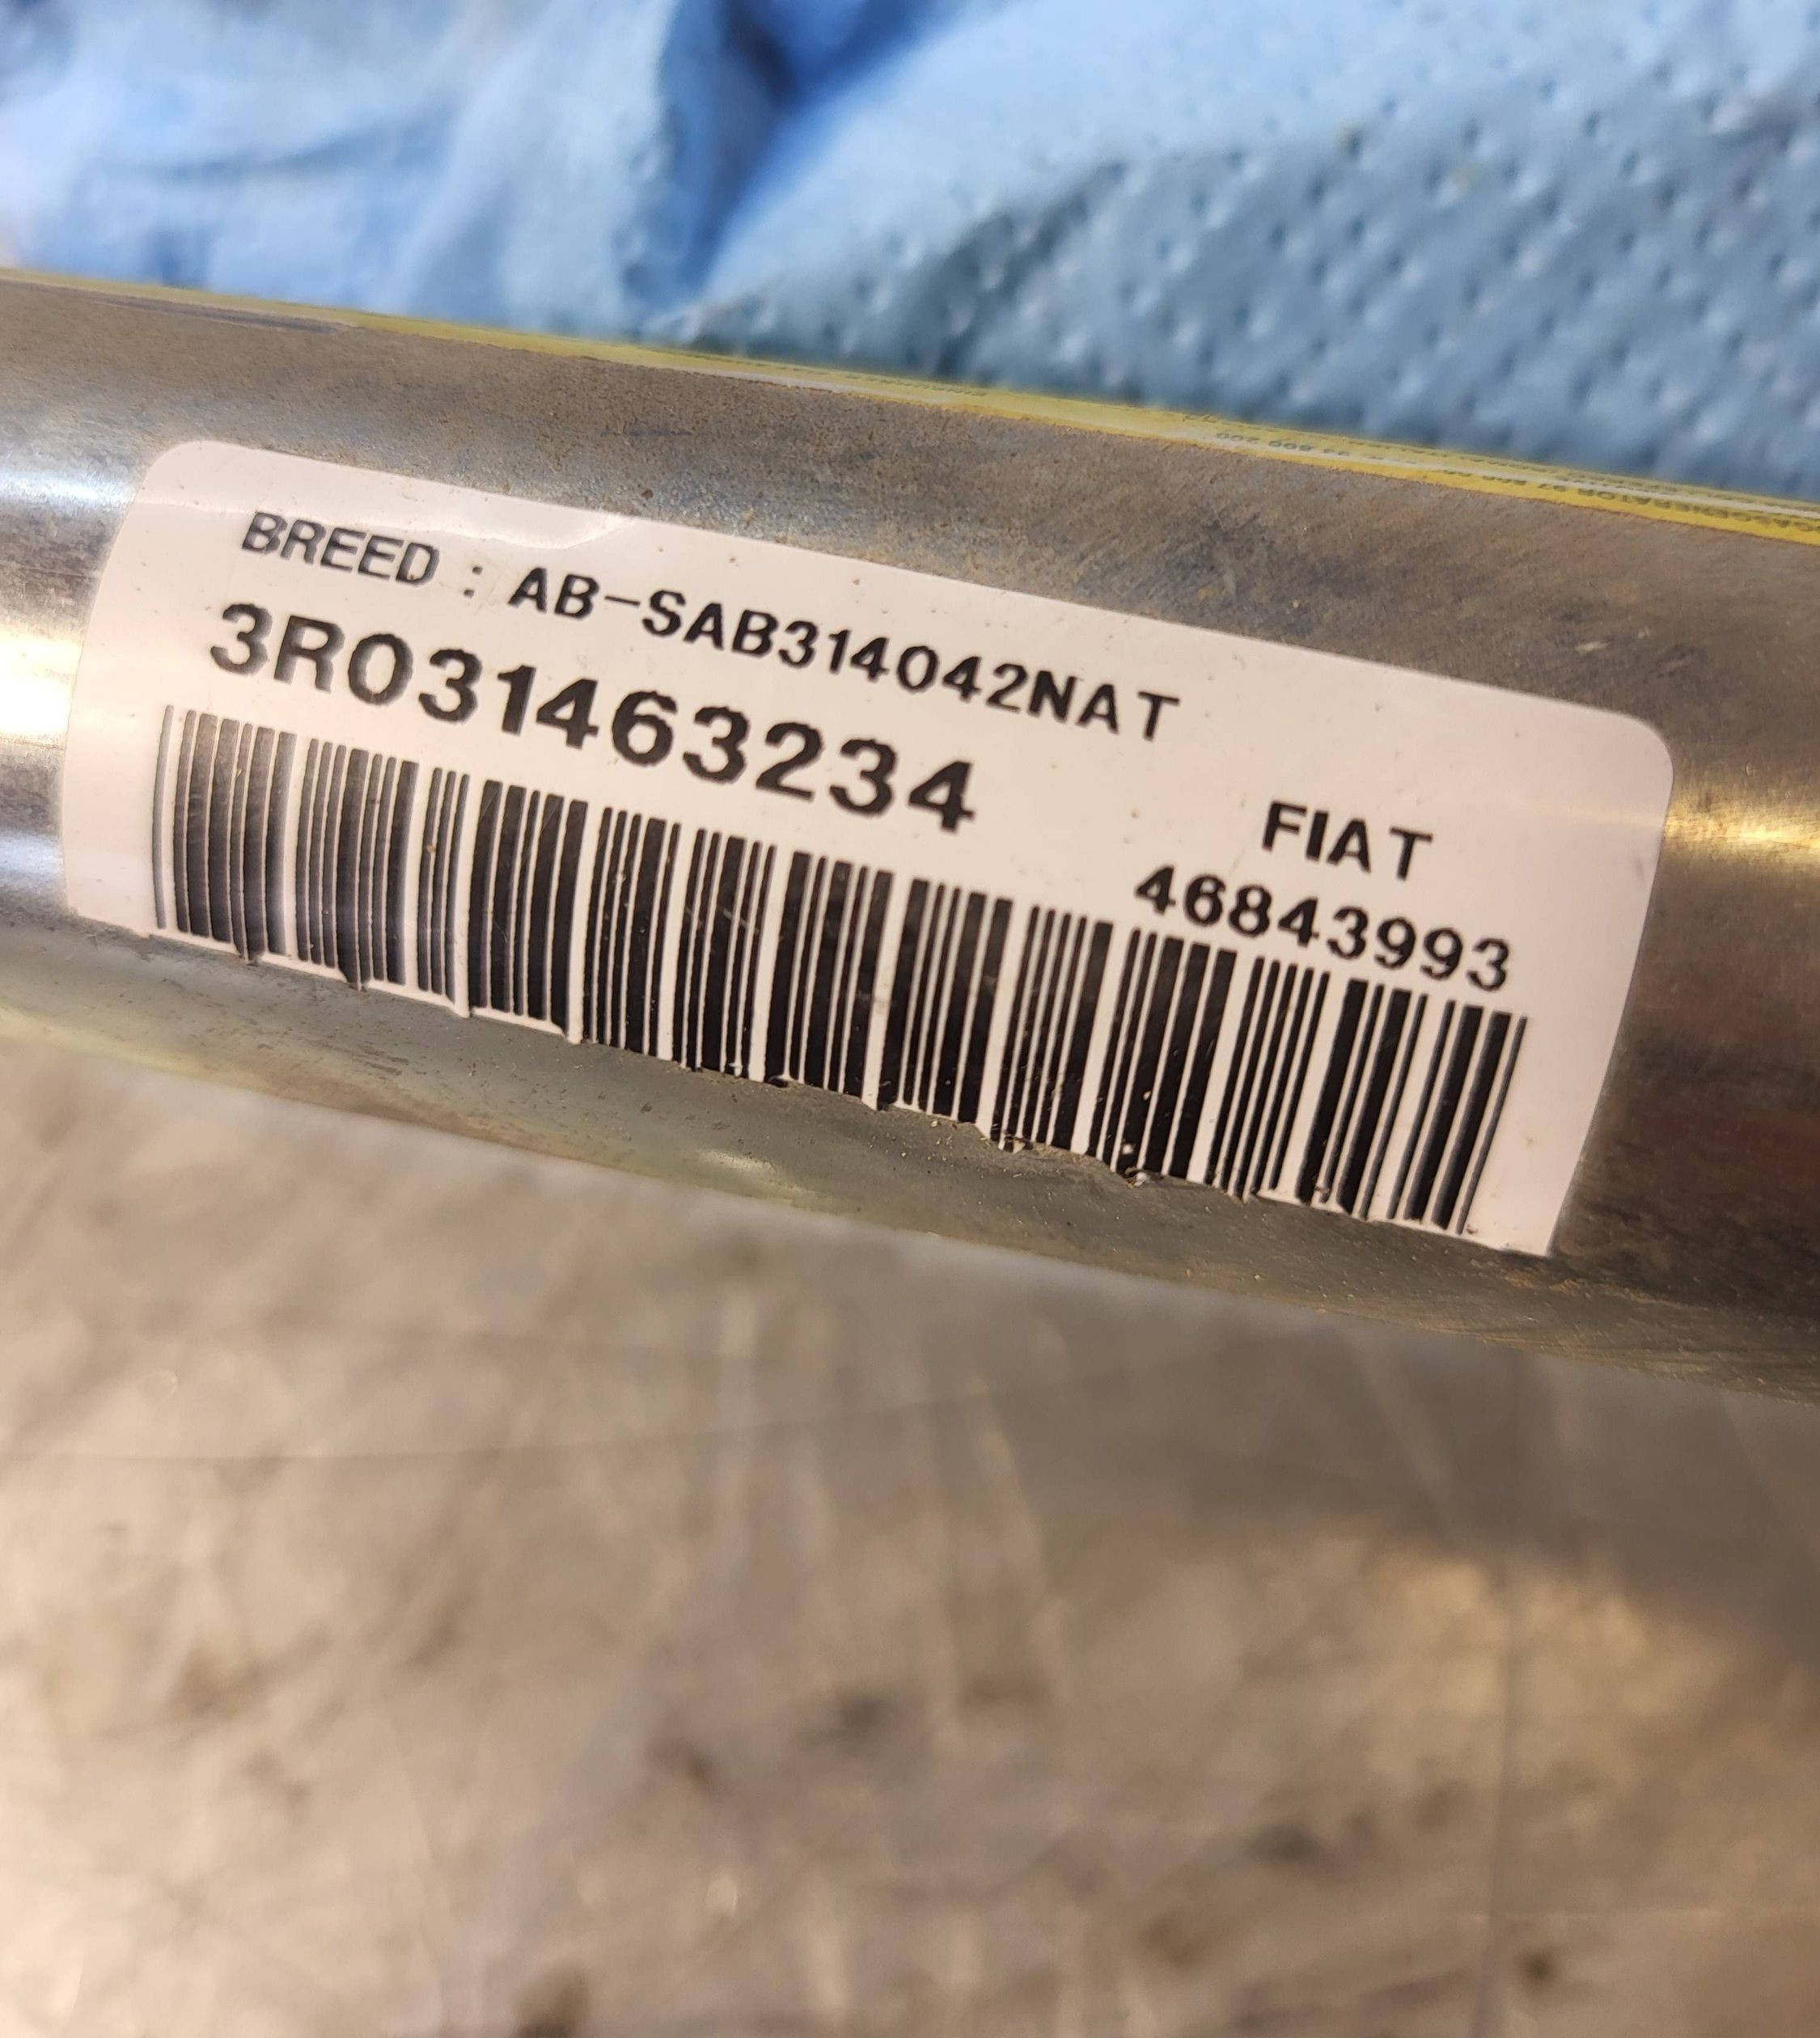 BREED : AB-SAB314042NAT
3R031463234
FIAT
46843993